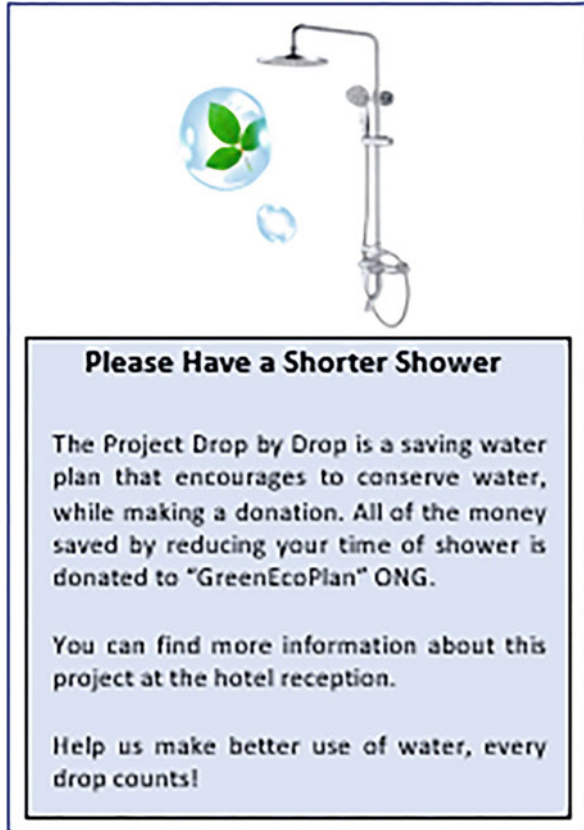 Please Have a Shorter Shower
The Project Drop by Drop is a saving water
plan that encourages to conserve water,
while making a donation. All of the money
saved by reducing your time of shower is
donated to "GreenEcoPlan" ONG.
You can find more information about this
project at the hotel reception.
Help us make better use of water, every
drop counts!